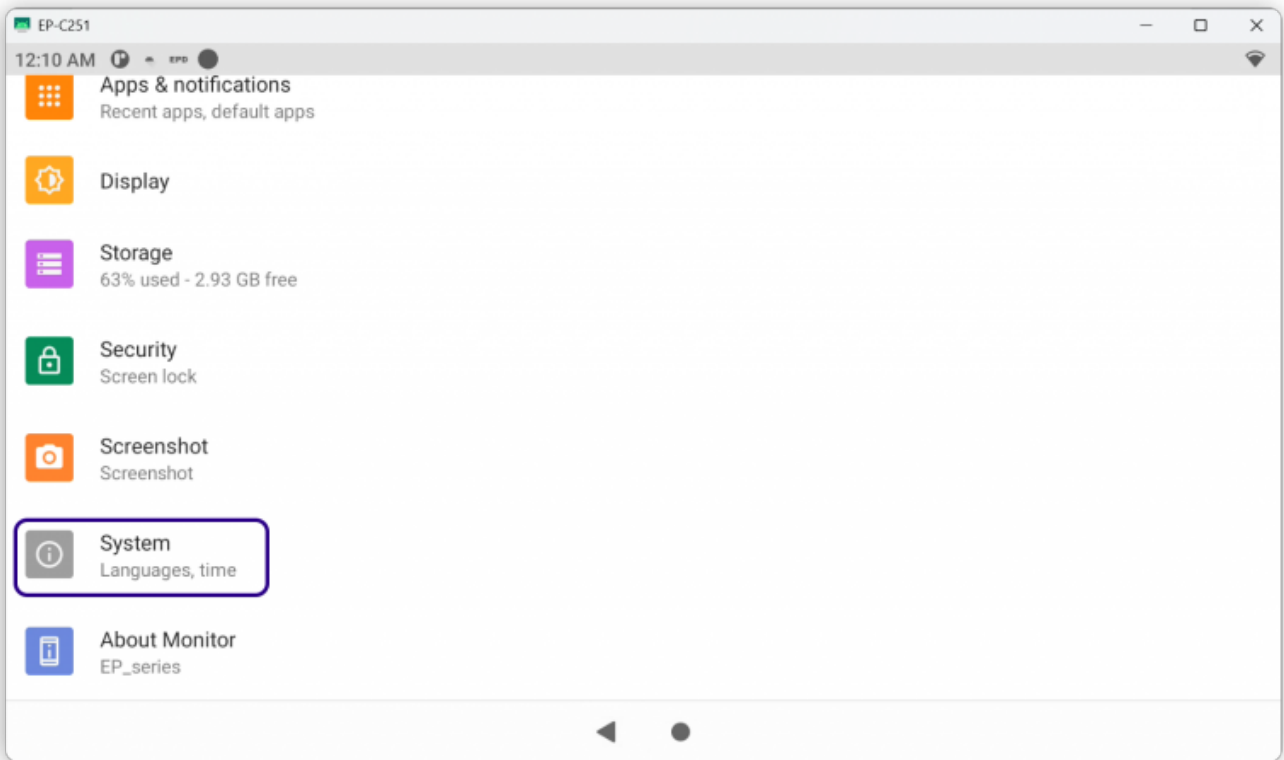 EP-C251
12:10 AM EPD
Apps & notifications
Recent apps, default apps
Display
Storage
63% used - 2.93 GB free
Security
Screen lock
Screenshot
Screenshot
System
Languages, time
About Monitor
EP_series